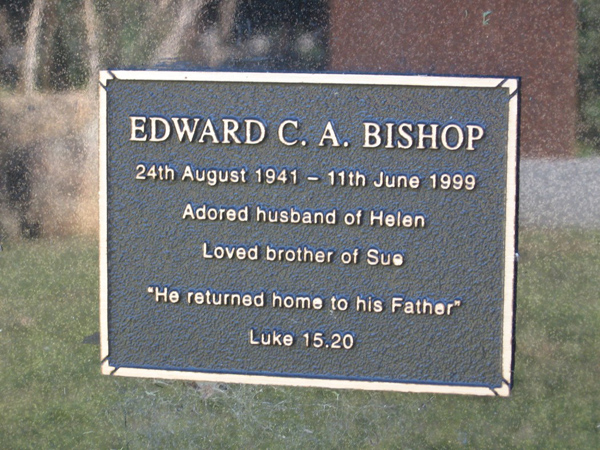 EDWARD C. A. BISHOP
24th August 1941 – 11th June 1999
Adored husband of Helen
Loved brother of Sue
"He returned home to his Father"
Luke 15.20